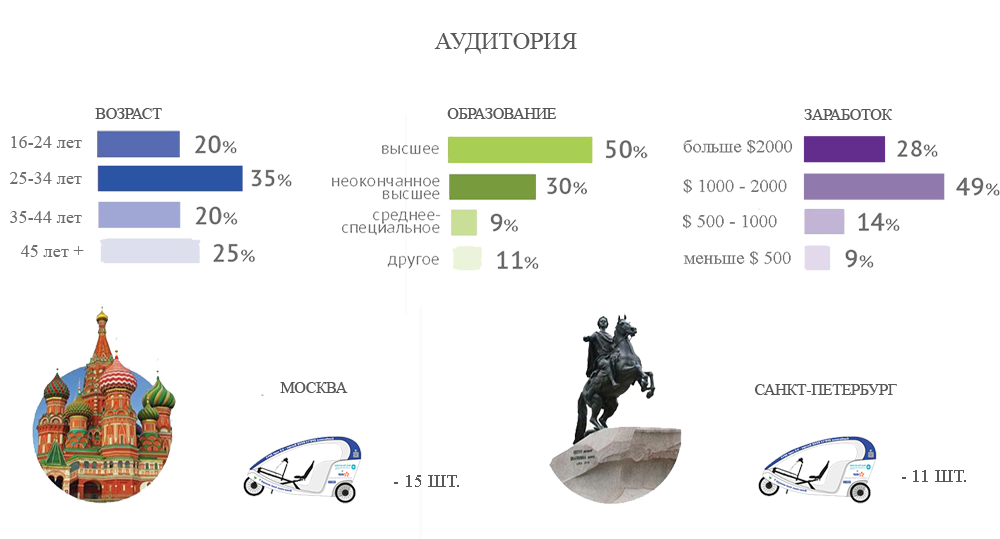 АУДИТОРИЯ
ВОЗРАСТ
16-24 лет 20%
25-34 лет 35%
35-44 лет 20%
45 лет + 25%
ОБРАЗОВАНИЕ
высшее 50%
неокончанное
высшее 30%
среднее-
специальное 9%
другое 11%
ЗАРАБОТОК
больше $2000 28%
$ 1000 - 2000 49%
$ 500 - 1000 14%
меньше $ 500 9%
МОСКВА
- 15 ШТ.
САНКТ-ПЕТЕРБУРГ
- 11 ШТ.